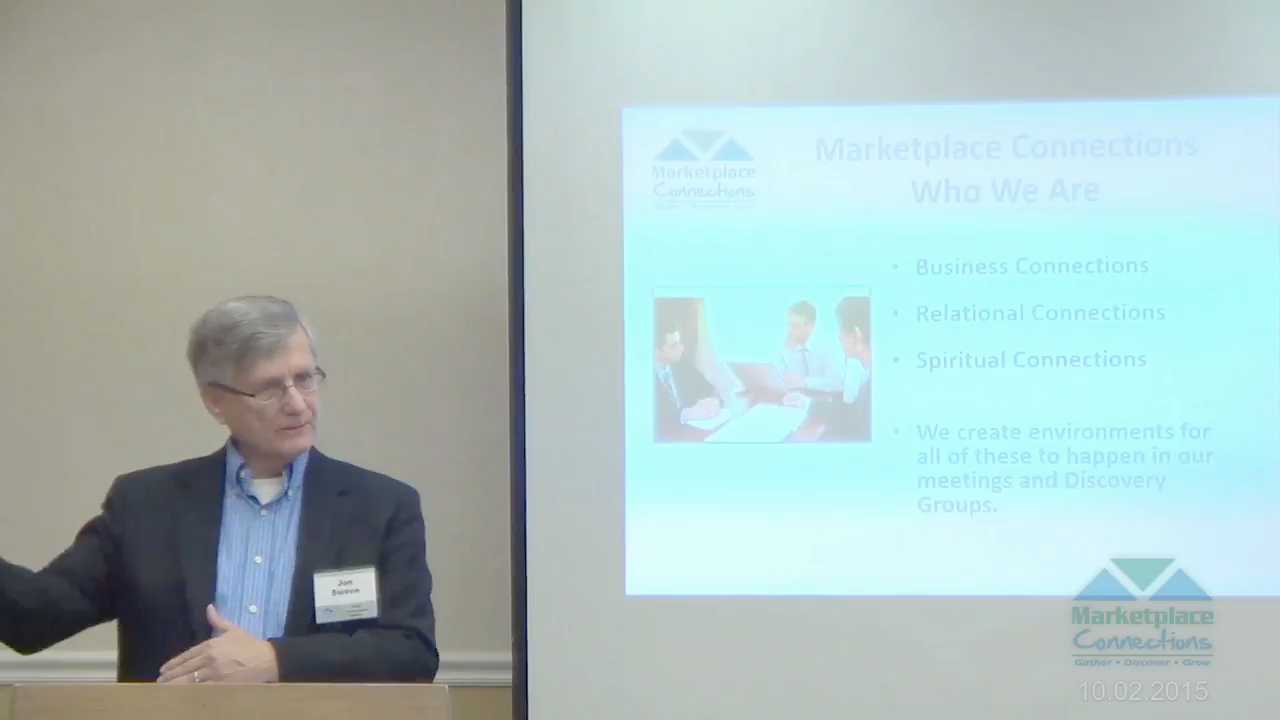 Marketplace
Connections
Marketplace Connections
Who We Are
• Business Connections
• Relational Connections
• Spiritual Connections
• We create environments for
all of these to happen in our
meetings and Discovery
Groups.
Jon
Marketplace
Connections
Gather • Discover • Grow
10.02.2015